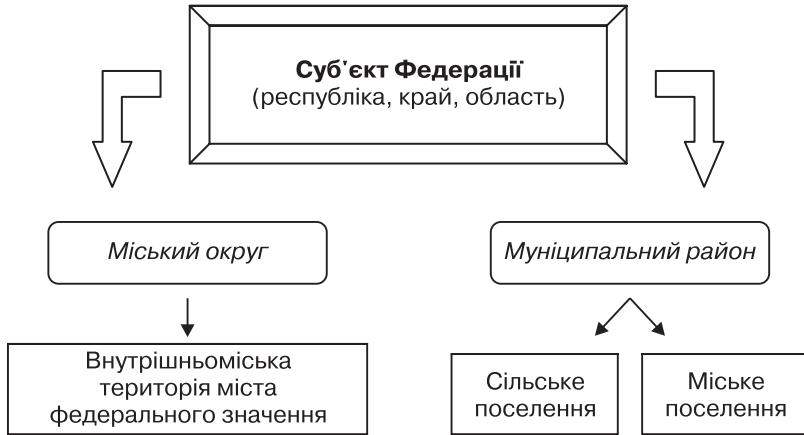 Суб'єкт Федерації
(республіка, край, область)
Міський округ
Муніципальний район
Внутрішньоміська
територія міста
федерального значення
Сільське
поселення
Міське
поселення